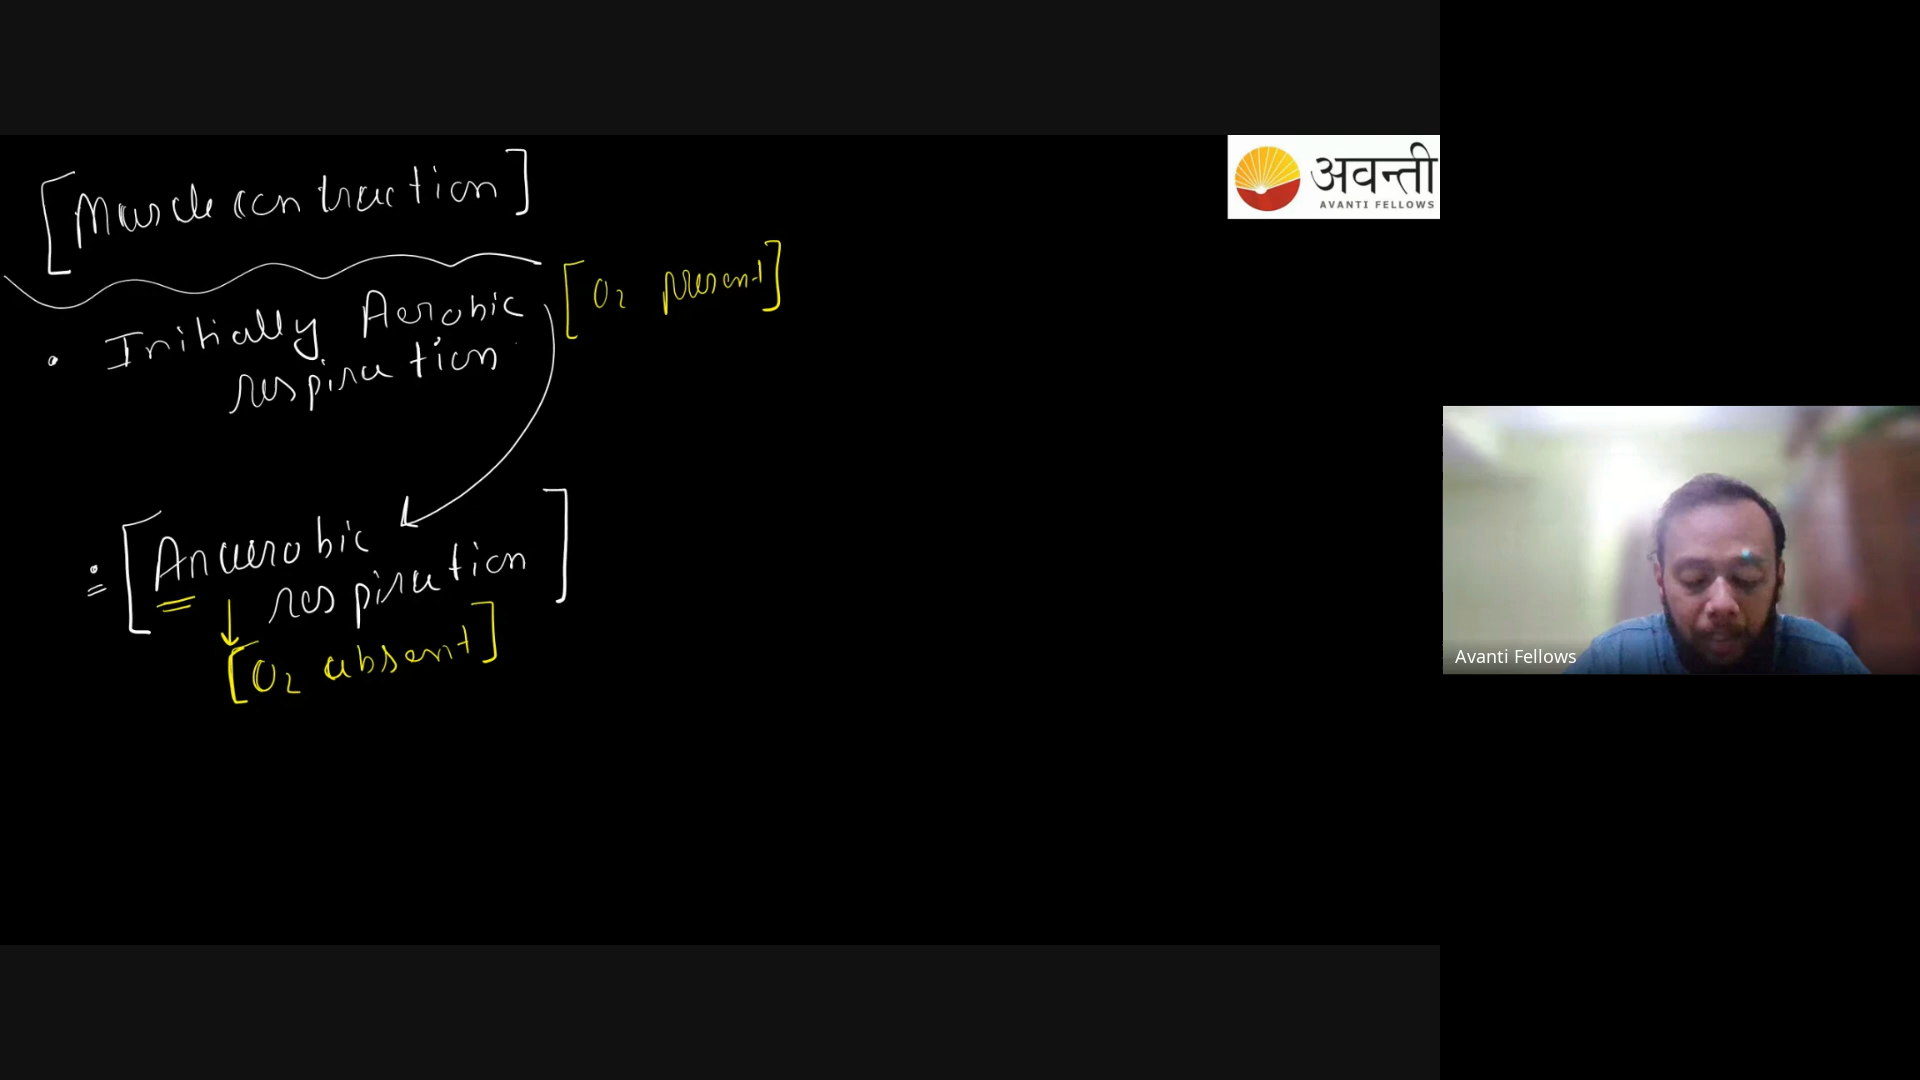 [Muscle contraction]
• Initially Aerobic [O2 present]
respiration
[Anaerobic
respiration]
[O2 absent]
अवन्ती
AVANTI FELLOWS
Avanti Fellows